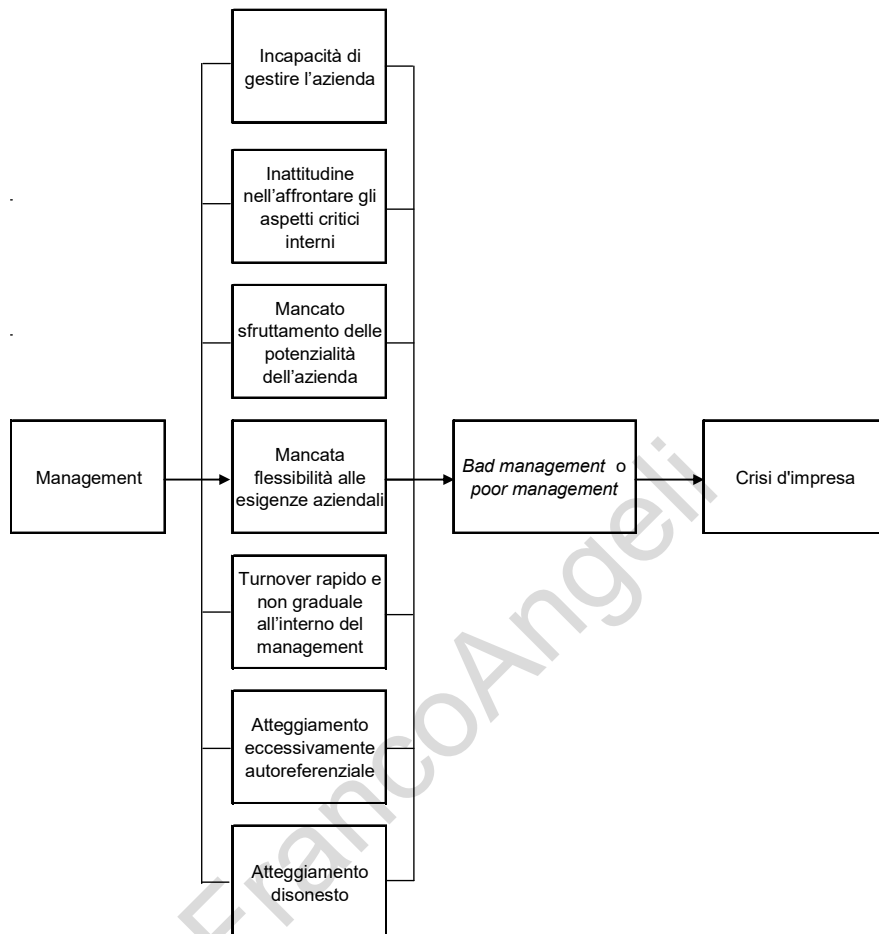 Incapacità di
gestire l’azienda
Inattitudine
nell’affrontare gli
aspetti critici
interni
Mancato
sfruttamento delle
potenzialità
dell’azienda
Management
Mancata
flessibilità alle
esigenze aziendali
Bad management o
poor management
Crisi d'impresa
Turnover rapido e
non graduale
all’interno del
management
Atteggiamento
eccessivamente
autoreferenziale
Atteggiamento
disonesto
FrancoAngeli